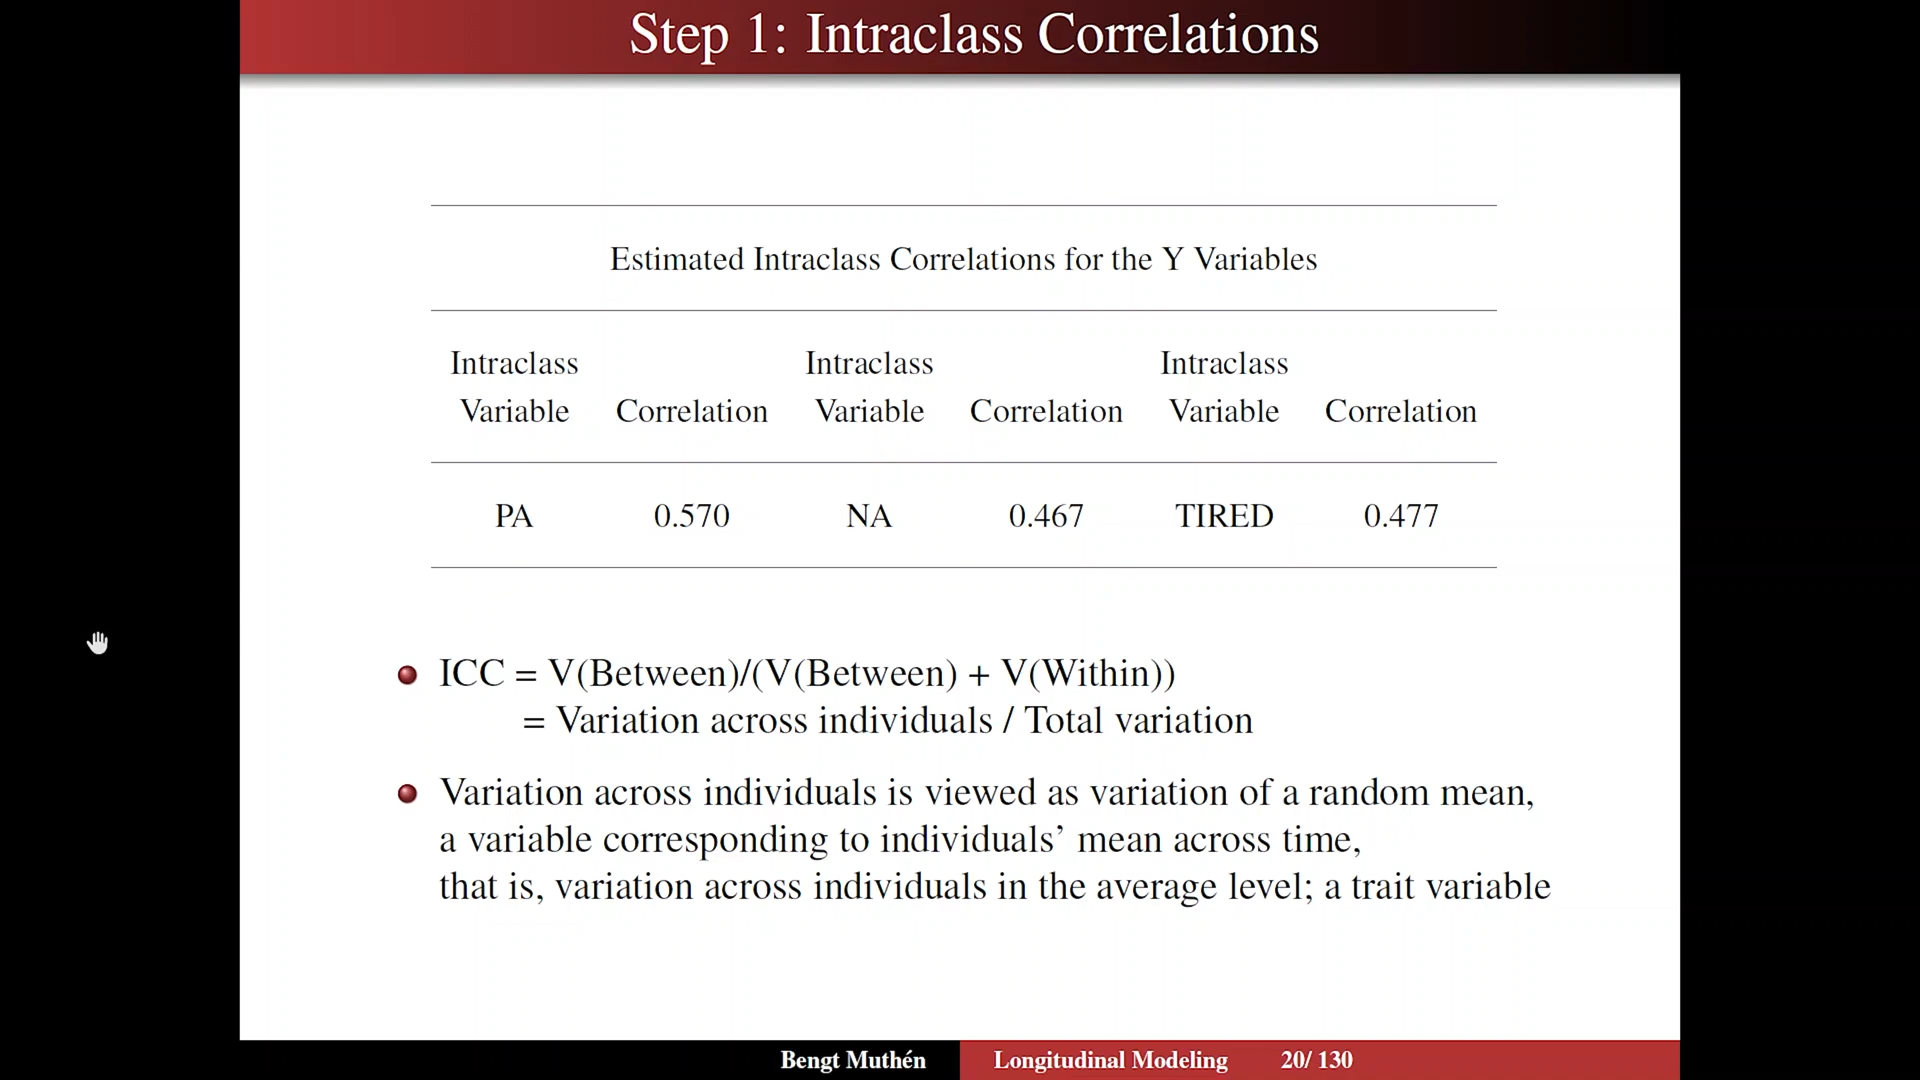 Step 1: Intraclass Correlations
Estimated Intraclass Correlations for the Y Variables
Intraclass Intraclass Intraclass
Variable Correlation Variable Correlation Variable Correlation
PA 0.570 NA 0.467 TIRED 0.477
ICC = V(Between)/(V(Between) + V(Within))
= Variation across individuals / Total variation
Variation across individuals is viewed as variation of a random mean,
a variable corresponding to individuals’ mean across time,
that is, variation across individuals in the average level; a trait variable
Bengt Muthén Longitudinal Modeling 20/ 130